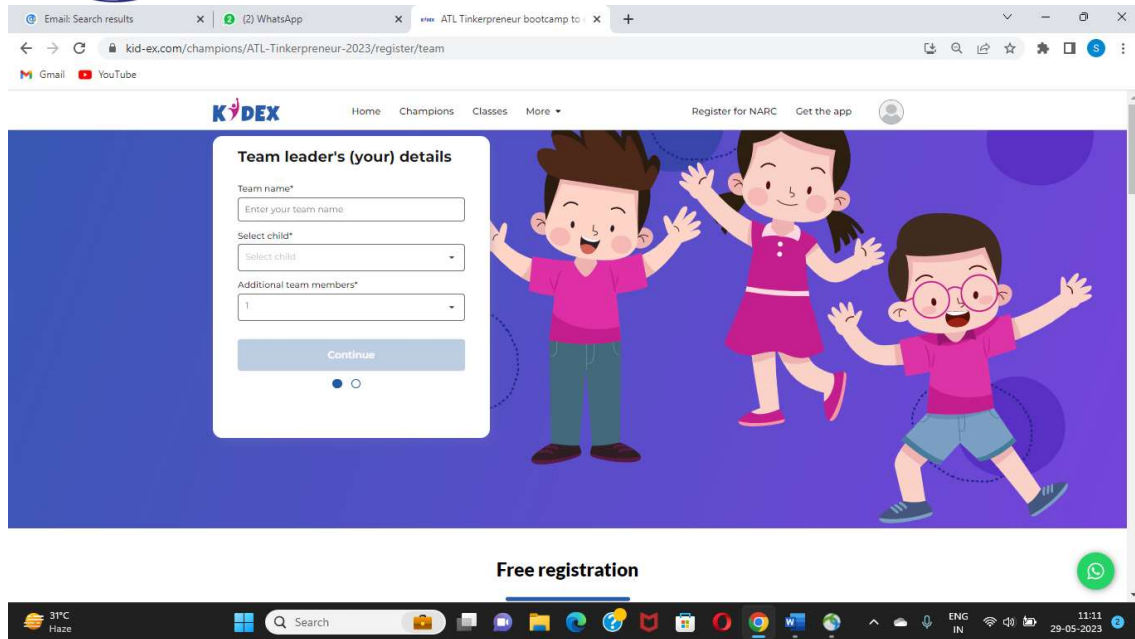 Email: Search results
(2) WhatsApp
ATL Tinkerpreneur bootcamp to
kid-ex.com/champions/ATL-Tinkerpreneur-2023/register/team
S
Gmail YouTube
KIDEX Home Champions Classes More Register for NARC Get the app
Team leader's (your) details
Team name*
Enter your team name
Select child*
Select child
Additional team members*
1
Continue
Free registration
31°C
Haze
Search
ENG
IN
11:11
29-05-2023
2